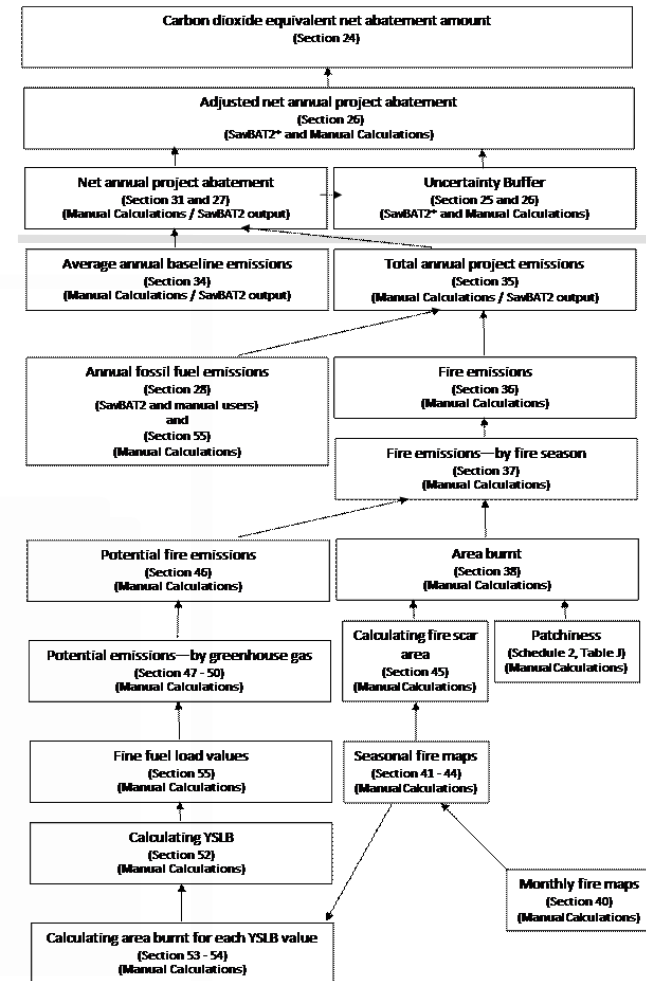 Carbon dioxide equivalent net abatement amount
(Section 24)
Adjusted net annual project abatement
(Section 26)
(SavBAT2* and Manual Calculations)
Net annual project abatement
(Section 31 and 27)
(Manual Calculations / SavBAT2 output)
Uncertainty Buffer
(Section 25 and 26)
(SavBAT2* and Manual Calculations)
Average annual baseline emissions
(Section 34)
(Manual Calculations / SavBAT2 output)
Total annual project emissions
(Section 35)
(Manual Calculations / SavBAT2 output)
Annual fossil fuel emissions
(Section 28)
(SavBAT2 and manual users)
and
(Section 55)
(Manual Calculations)
Fire emissions
(Section 36)
(Manual Calculations)
Fire emissions—by fire season
(Section 37)
(Manual Calculations)
Potential fire emissions
(Section 46)
(Manual Calculations)
Area burnt
(Section 38)
(Manual Calculations)
Calculating fire scar
area
(Section 45)
(Manual Calculations)
Patchiness
(Schedule 2, Table J)
(Manual Calculations)
Potential emissions—by greenhouse gas
(Section 47 - 50)
(Manual Calculations)
Fine fuel load values
(Section 55)
(Manual Calculations)
Seasonal fire maps
(Section 41 - 44)
(Manual Calculations)
Calculating YSLB
(Section 52)
(Manual Calculations)
Monthly fire maps
(Section 40)
(Manual Calculations)
Calculating area burnt for each YSLB value
(Section 53 - 54)
(Manual Calculations)